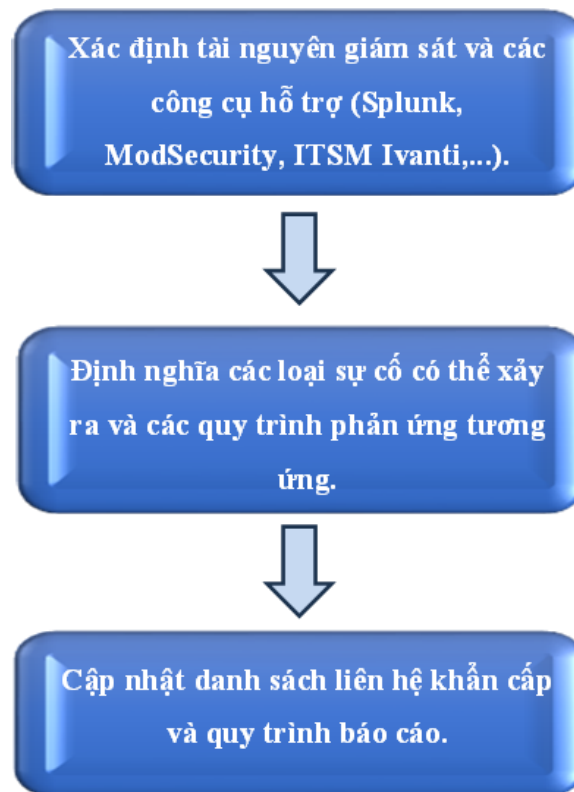 Xác định tài nguyên giám sát và các
công cụ hỗ trợ (Splunk,
ModSecurity, ITSM Ivanti,...).
Định nghĩa các loại sự cố có thể xảy
ra và các quy trình phản ứng tương
ứng.
Cập nhật danh sách liên hệ khẩn cấp
và quy trình báo cáo.